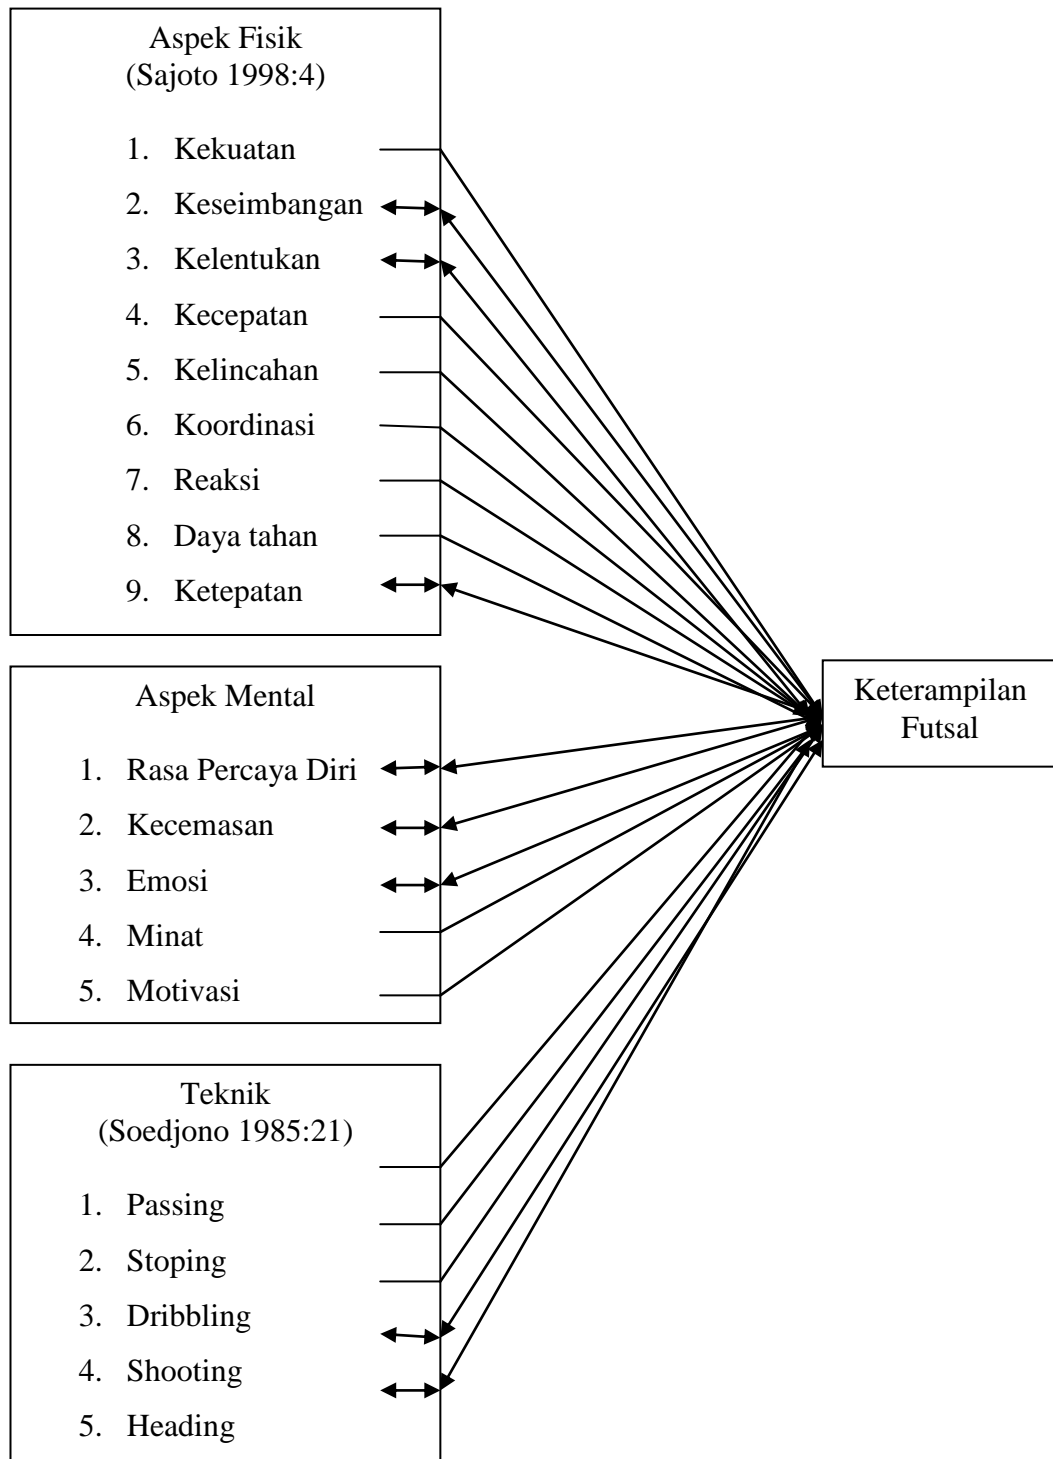 Aspek Fisik
(Sajoto 1998:4)
1. Kekuatan
2. Keseimbangan
3. Kelentukan
4. Kecepatan
5. Kelincahan
6. Koordinasi
7. Reaksi
8. Daya tahan
9. Ketepatan
Aspek Mental
1. Rasa Percaya Diri
2. Kecemasan
3. Emosi
4. Minat
5. Motivasi
Teknik
(Soedjono 1985:21)
1. Passing
2. Stoping
3. Dribbling
4. Shooting
5. Heading
Keterampilan
Futsal